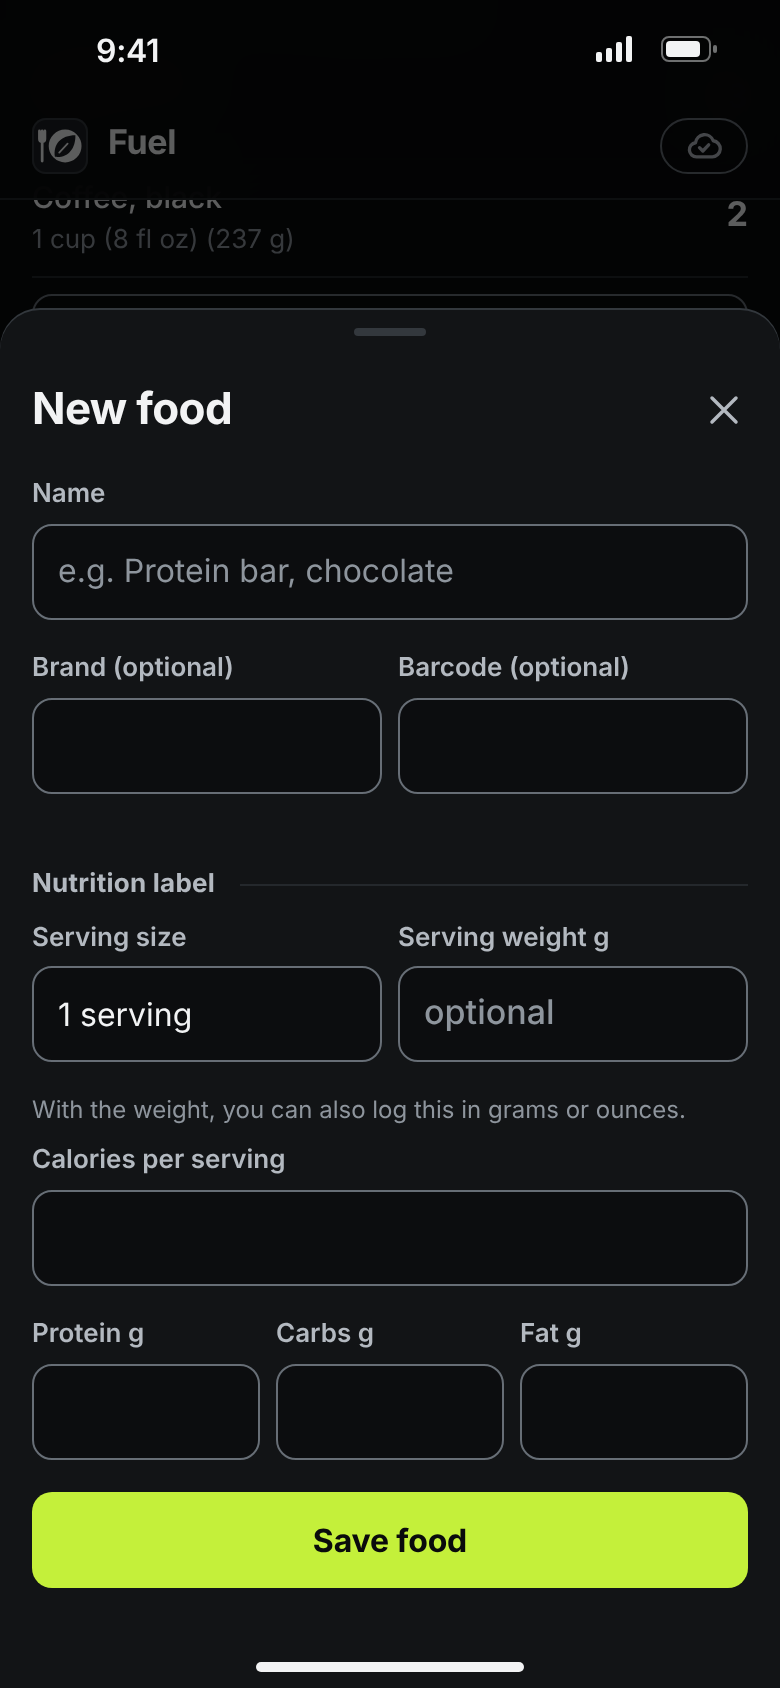 9:41
Fuel
Coffee, black
2
1 cup (8 fl oz) (237 g)
New food
Name
e.g. Protein bar, chocolate
Brand (optional)
Barcode (optional)
Nutrition label
Serving size
Serving weight g
1 serving
optional
With the weight, you can also log this in grams or ounces.
Calories per serving
Protein g
Carbs g
Fat g
Save food